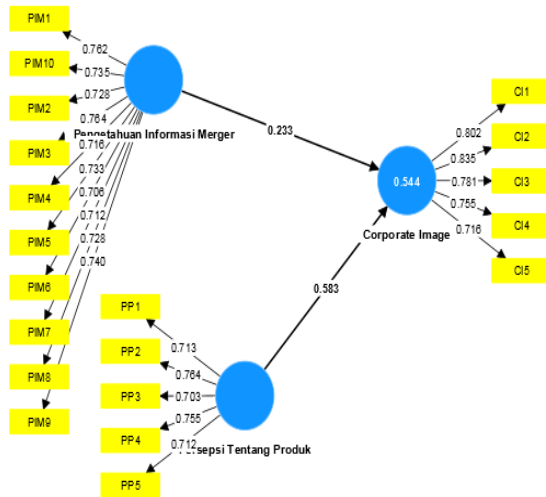 PIM1
0.762
PIM10
0.735
PIM2
0.728
PIM3
0.764
Pengetahuan Informasi Merger
0.716
PIM4
0.733
PIM5
0.706
PIM6
0.712
PIM7
0.728
PIM8
0.740
PIM9
0.233
CI1
0.802
CI2
0.835
0.544
0.781
CI3
0.755
CI4
Corporate Image
0.716
CI5
0.583
PP1
0.713
PP2
0.764
PP3
0.703
PP4
0.755
0.712
Tentang Produk
PP5